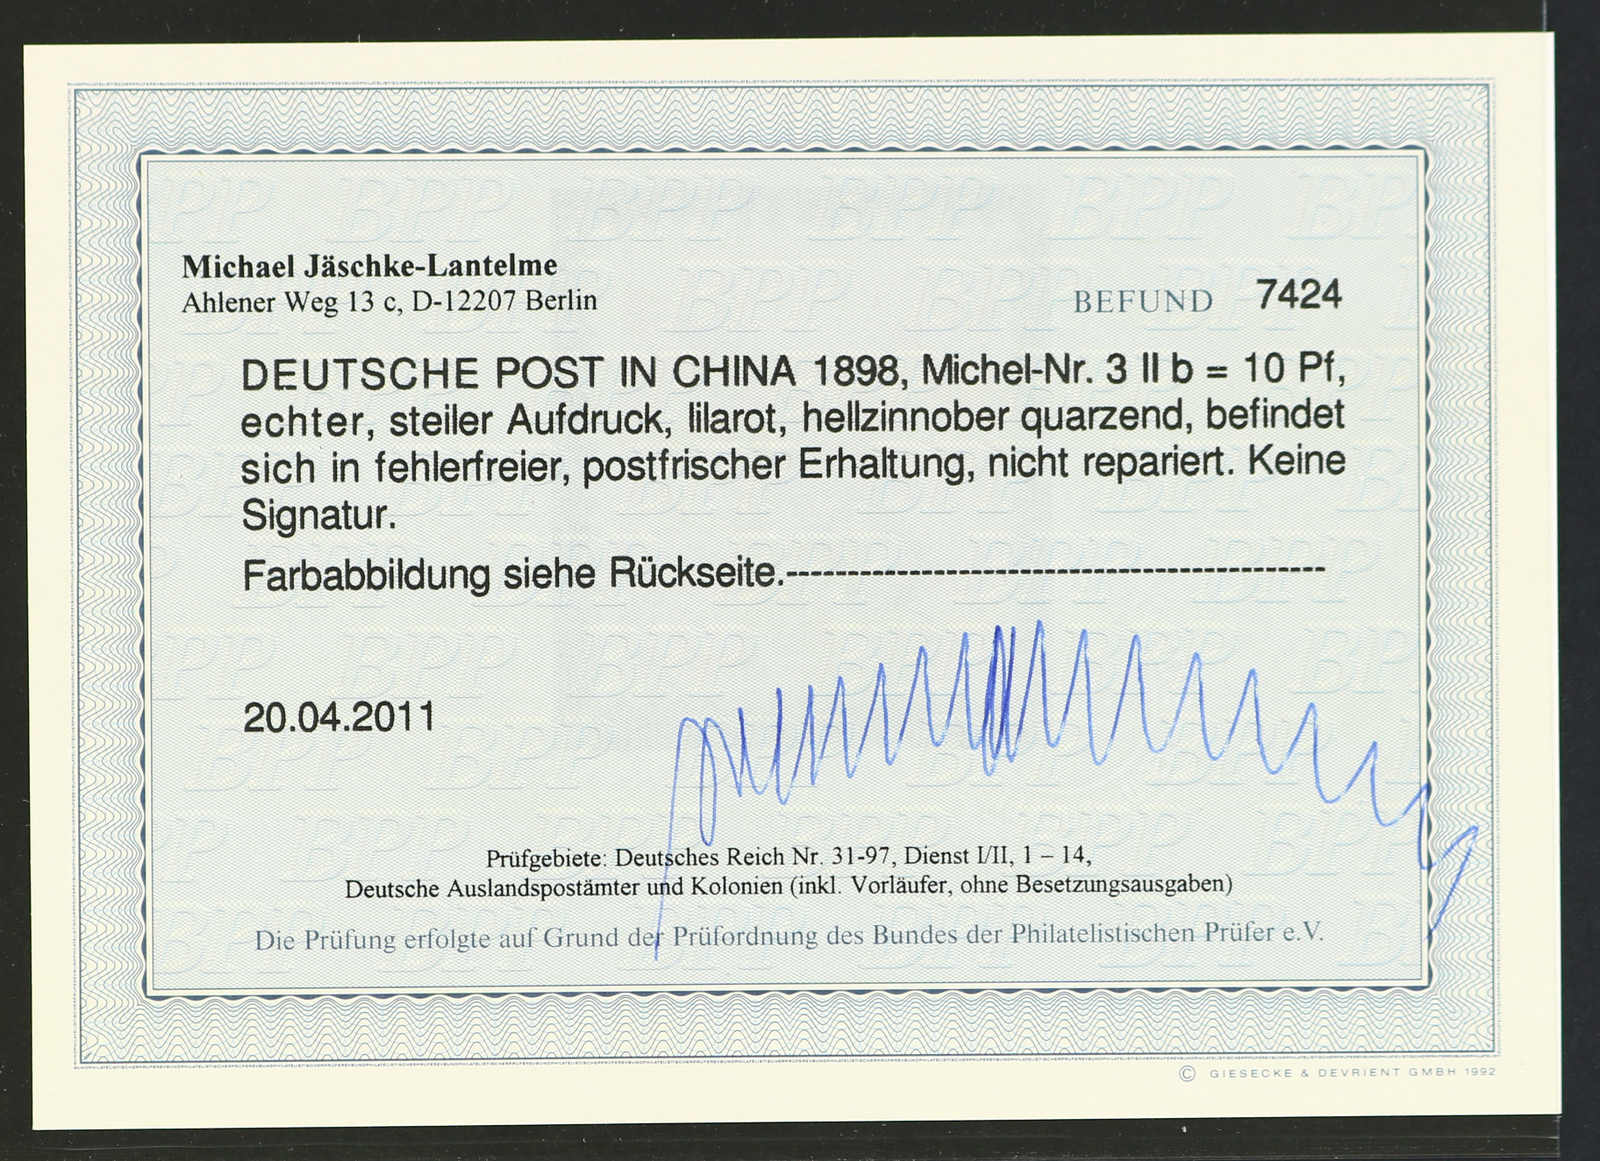 Michael Jäschke-Lantelme
Ahlener Weg 13 c, D-12207 Berlin
BEFUND 7424
DEUTSCHE POST IN CHINA 1898, Michel-Nr. 3 II b = 10 Pf,
echter, steiler Aufdruck, lilarot, hellzinnober quarzend, befindet
sich in fehlerfreier, postfrischer Erhaltung, nicht repariert. Keine
Signatur.
Farbabbildung siehe Rückseite.--------------------------------------------
20.04.2011
Prüfgebiete: Deutsches Reich Nr. 31-97, Dienst I/II, 1 – 14,
Deutsche Auslandspostämter und Kolonien (inkl. Vorläufer, ohne Besetzungsausgaben)
Die Prüfung erfolgte auf Grund der Prüfordnung des Bundes der Philatelistischen Prüfer e.V.
© GIESECKE & DEVRIENT GMBH 1992